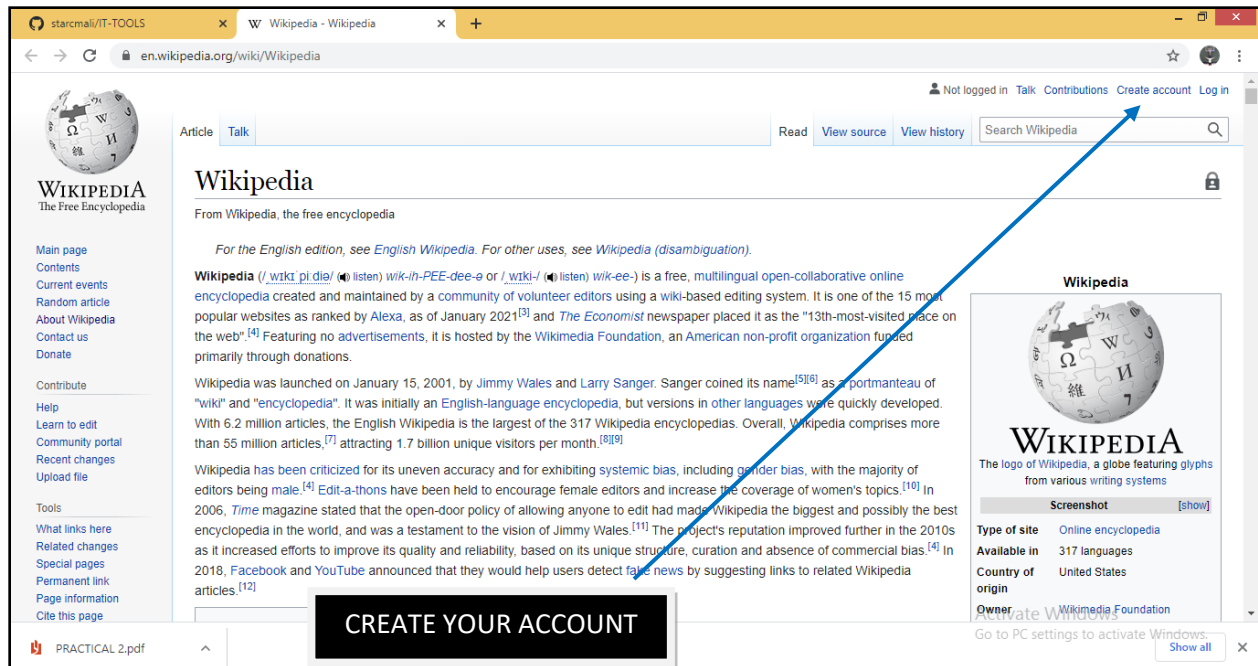 starcmali/IT-TOOLS
Wikipedia - Wikipedia
en.wikipedia.org/wiki/Wikipedia
Not logged in Talk Contributions Create account Log in
Article Talk
Read View source View history
Search Wikipedia
WIKIPEDIA
The Free Encyclopedia
Main page
Contents
Current events
Random article
About Wikipedia
Contact us
Donate
Contribute
Help
Learn to edit
Community portal
Recent changes
Upload file
Tools
What links here
Related changes
Special pages
Permanent link
Page information
Cite this page
Wikipedia
From Wikipedia, the free encyclopedia
For the English edition, see English Wikipedia. For other uses, see Wikipedia (disambiguation).
Wikipedia (/ˌwɪkɪˈpiːdiə/ (listen) wik-ih-PEE-dee-ə or /ˌwɪki-/ (listen) wik-ee-) is a free, multilingual open-collaborative online
encyclopedia created and maintained by a community of volunteer editors using a wiki-based editing system. It is one of the 15 most
popular websites as ranked by Alexa, as of January 2021[3] and The Economist newspaper placed it as the "13th-most-visited place on
the web".[4] Featuring no advertisements, it is hosted by the Wikimedia Foundation, an American non-profit organization funded
primarily through donations.
Wikipedia was launched on January 15, 2001, by Jimmy Wales and Larry Sanger. Sanger coined its name[5][6] as a portmanteau of
"wiki" and "encyclopedia". It was initially an English-language encyclopedia, but versions in other languages were quickly developed.
With 6.2 million articles, the English Wikipedia is the largest of the 317 Wikipedia encyclopedias. Overall, Wikipedia comprises more
than 55 million articles,[7] attracting 1.7 billion unique visitors per month.[8][9]
Wikipedia has been criticized for its uneven accuracy and for exhibiting systemic bias, including gender bias, with the majority of
editors being male.[4] Edit-a-thons have been held to encourage female editors and increase the coverage of women's topics.[10] In
2006, Time magazine stated that the open-door policy of allowing anyone to edit had made Wikipedia the biggest and possibly the best
encyclopedia in the world, and was a testament to the vision of Jimmy Wales.[11] The project's reputation improved further in the 2010s
as it increased efforts to improve its quality and reliability, based on its unique structure, curation and absence of commercial bias.[4] In
2018, Facebook and YouTube announced that they would help users detect fake news by suggesting links to related Wikipedia
articles.[12]
Wikipedia
WIKIPEDIA
The logo of Wikipedia, a globe featuring glyphs
from various writing systems
Screenshot [show]
Type of site Online encyclopedia
Available in 317 languages
Country of United States
origin
Owner Wikimedia Foundation
Activate Windows
Go to PC settings to activate Windows.
CREATE YOUR ACCOUNT
PRACTICAL 2.pdf
Show all